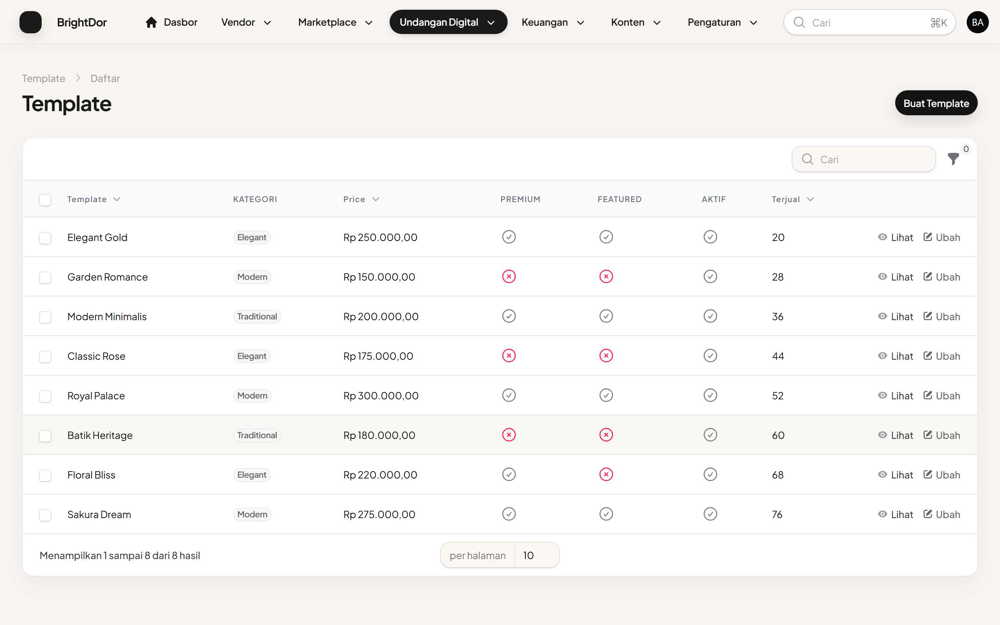 BrightDor Dasbor Vendor Marketplace Undangan Digital Keuangan Konten Pengaturan Cari ⌘K BA
Template Daftar
Template
Buat Template
Cari 0
Template KATEGORI Price PREMIUM FEATURED AKTIF Terjual
Elegant Gold Elegant Rp 250.000,00 20 Lihat Ubah
Garden Romance Modern Rp 150.000,00 28 Lihat Ubah
Modern Minimalis Traditional Rp 200.000,00 36 Lihat Ubah
Classic Rose Elegant Rp 175.000,00 44 Lihat Ubah
Royal Palace Modern Rp 300.000,00 52 Lihat Ubah
Batik Heritage Traditional Rp 180.000,00 60 Lihat Ubah
Floral Bliss Elegant Rp 220.000,00 68 Lihat Ubah
Sakura Dream Modern Rp 275.000,00 76 Lihat Ubah
Menampilkan 1 sampai 8 dari 8 hasil per halaman 10